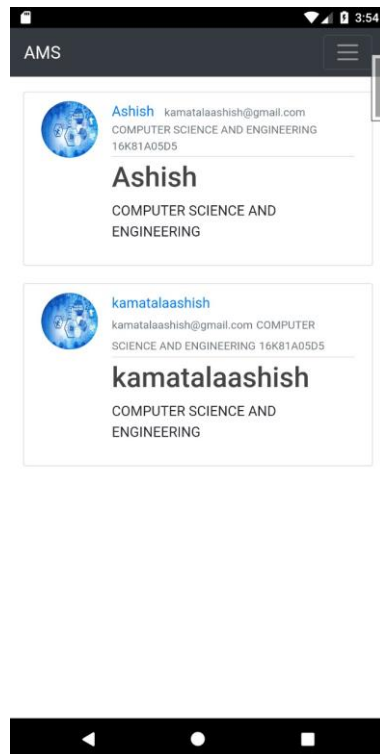 3:54
AMS
Ashish kamatalaashish@gmail.com
COMPUTER SCIENCE AND ENGINEERING
16K81A05D5
Ashish
COMPUTER SCIENCE AND
ENGINEERING
kamatalaashish
kamatalaashish@gmail.com COMPUTER
SCIENCE AND ENGINEERING 16K81A05D5
kamatalaashish
COMPUTER SCIENCE AND
ENGINEERING